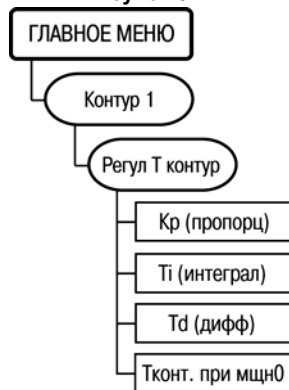 ГЛАВНОЕ МЕНЮ
Контур 1
Регул Т контур
Кр (пропорц)
Ti (интеграл)
Td (дифф)
Тконт. при мщн0